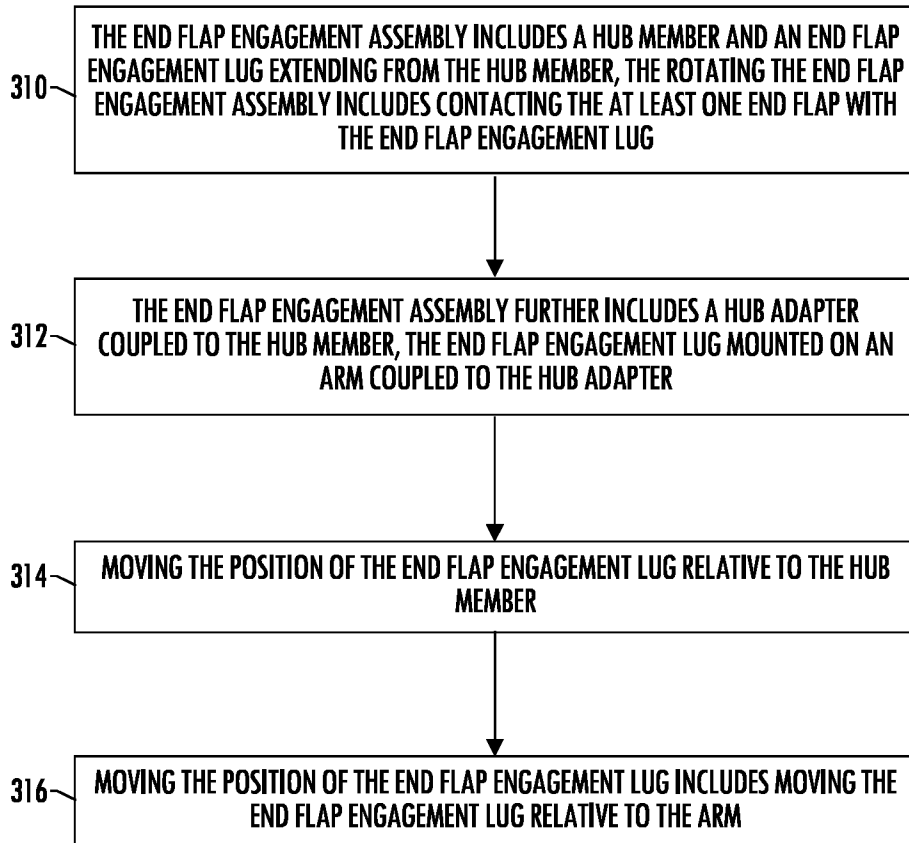 310
THE END FLAP ENGAGEMENT ASSEMBLY INCLUDES A HUB MEMBER AND AN END FLAP
ENGAGEMENT LUG EXTENDING FROM THE HUB MEMBER, THE ROTATING THE END FLAP
ENGAGEMENT ASSEMBLY INCLUDES CONTACTING THE AT LEAST ONE END FLAP WITH
THE END FLAP ENGAGEMENT LUG
312
THE END FLAP ENGAGEMENT ASSEMBLY FURTHER INCLUDES A HUB ADAPTER
COUPLED TO THE HUB MEMBER, THE END FLAP ENGAGEMENT LUG MOUNTED ON AN
ARM COUPLED TO THE HUB ADAPTER
314
MOVING THE POSITION OF THE END FLAP ENGAGEMENT LUG RELATIVE TO THE HUB
MEMBER
316
MOVING THE POSITION OF THE END FLAP ENGAGEMENT LUG INCLUDES MOVING THE
END FLAP ENGAGEMENT LUG RELATIVE TO THE ARM